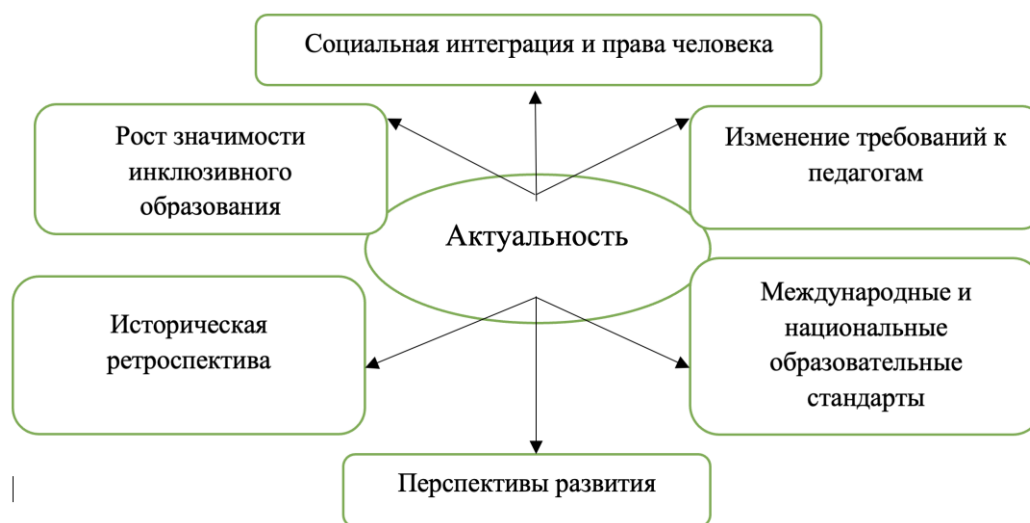 Социальная интеграция и права человека
Рост значимости
инклюзивного
образования
Изменение требований к
педагогам
Актуальность
Историческая
ретроспектива
Международные и
национальные
образовательные
стандарты
Перспективы развития